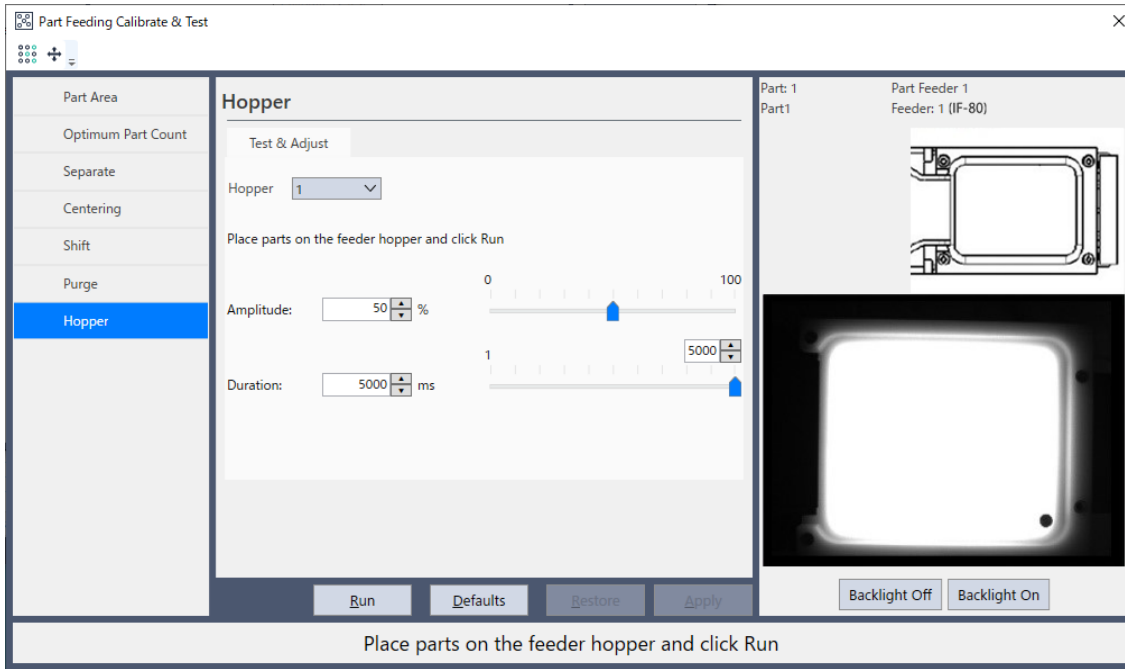 Part Feeding Calibrate & Test
Part Area
Optimum Part Count
Separate
Centering
Shift
Purge
Hopper
Hopper
Test & Adjust
Hopper 1
Place parts on the feeder hopper and click Run
0 100
Amplitude: 50 %
1 5000
Duration: 5000 ms
Run Defaults Restore Apply
Part: 1 Part Feeder 1
Part1 Feeder: 1 (IF-80)
Backlight Off Backlight On
Place parts on the feeder hopper and click Run